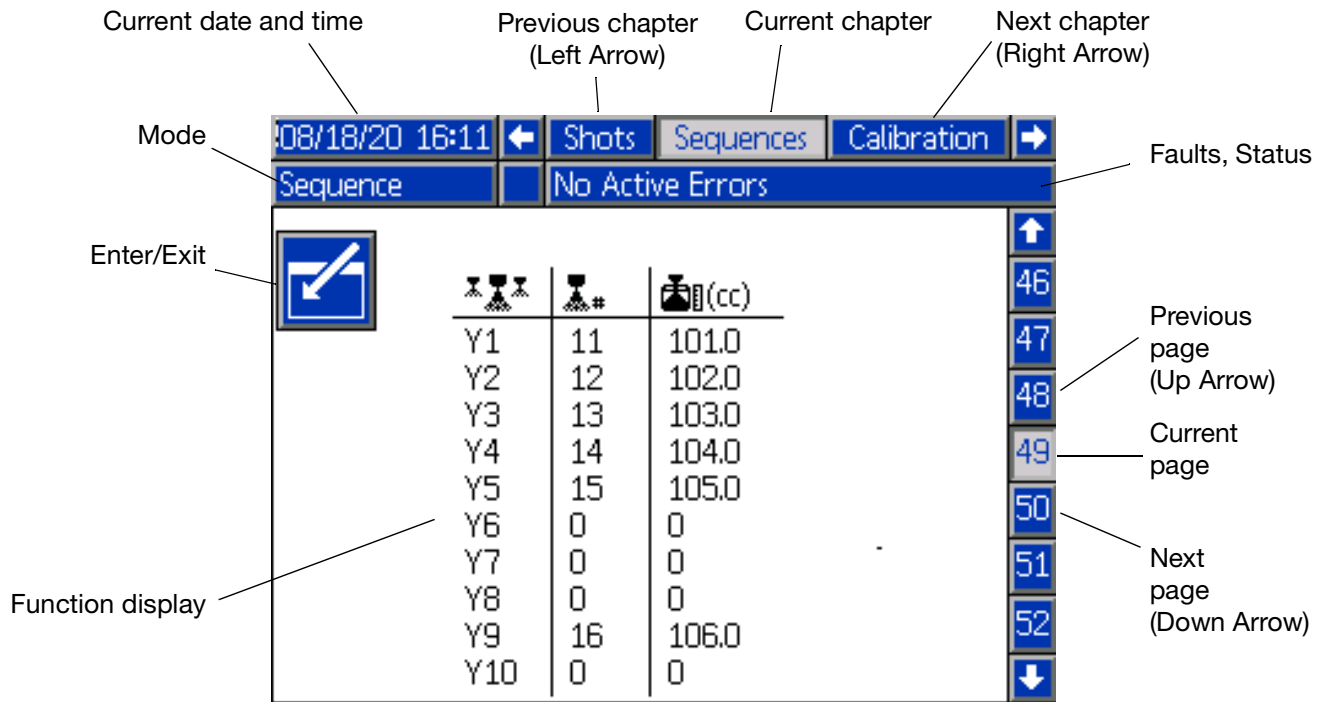 Current date and time
Previous chapter
(Left Arrow)
Current chapter
Next chapter
(Right Arrow)
Mode
Faults, Status
Enter/Exit
08/18/20 16:11 Shots Sequences Calibration
Sequence No Active Errors
# (cc)
Y1 11 101.0
Y2 12 102.0
Y3 13 103.0
Y4 14 104.0
Y5 15 105.0
Y6 0 0
Y7 0 0
Y8 0 0
Y9 16 106.0
Y10 0 0
46
47
48
49
50
51
52
Previous
page
(Up Arrow)
Current
page
Next
page
(Down Arrow)
Function display